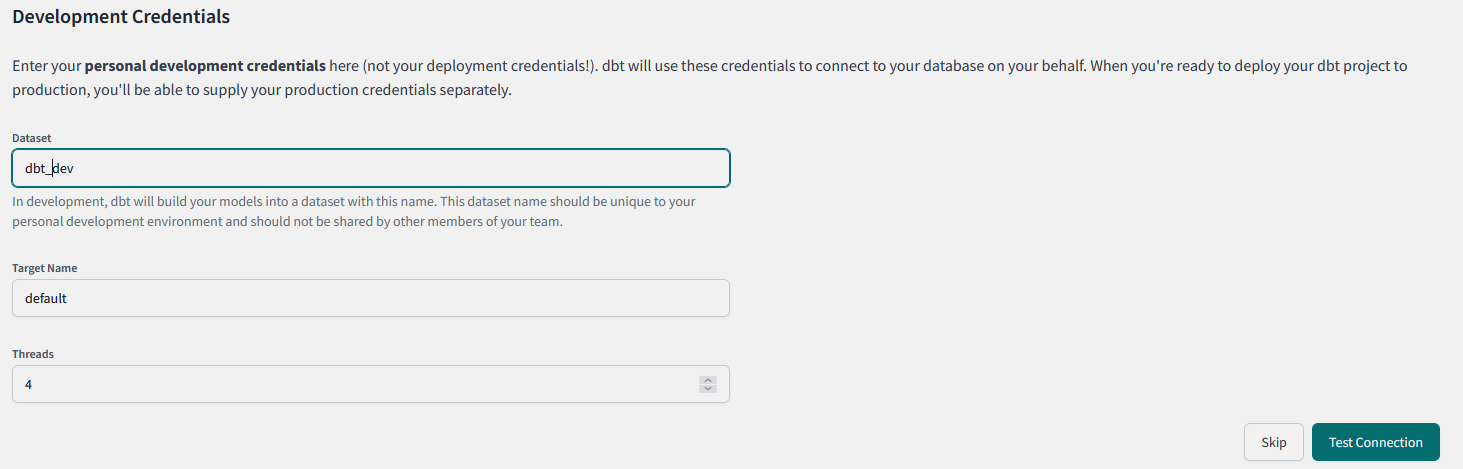 Development Credentials
Enter your personal development credentials here (not your deployment credentials!). dbt will use these credentials to connect to your database on your behalf. When you're ready to deploy your dbt project to
production, you'll be able to supply your production credentials separately.
Dataset
dbt_dev
In development, dbt will build your models into a dataset with this name. This dataset name should be unique to your
personal development environment and should not be shared by other members of your team.
Target Name
default
Threads
4
Skip Test Connection